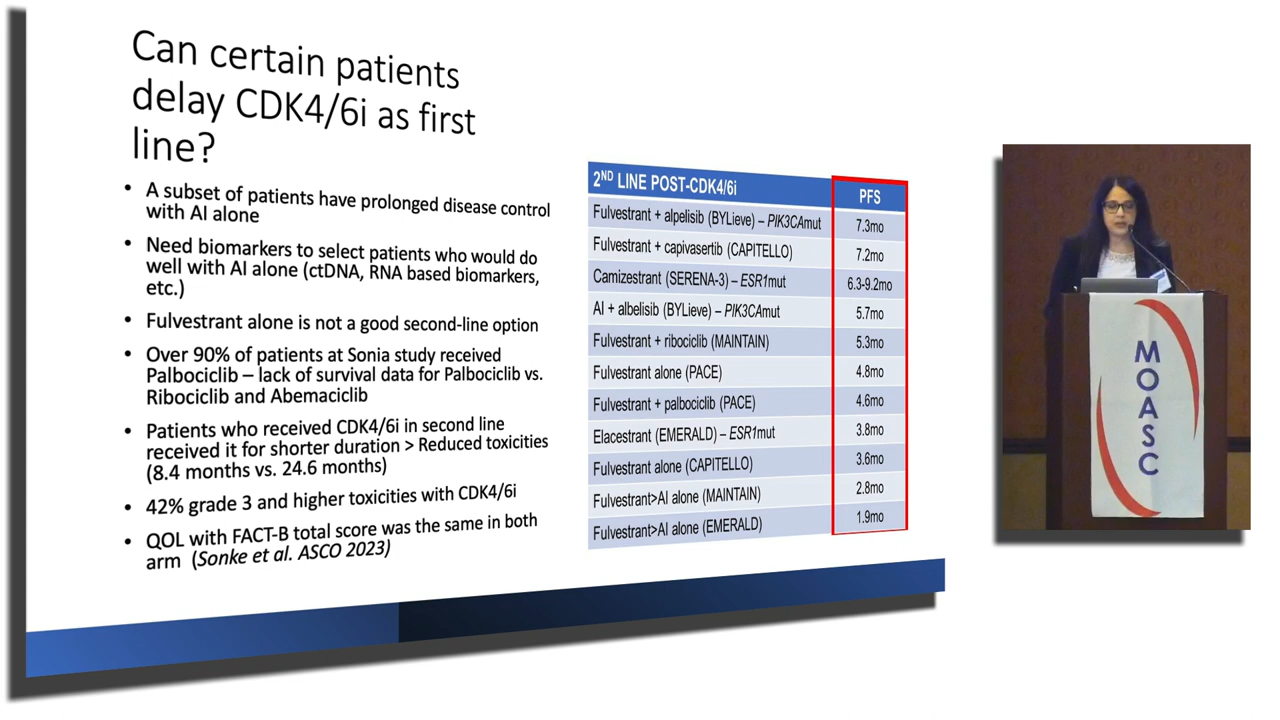 Can certain patients
delay CDK4/6i as first
line?
• A subset of patients have prolonged disease control
with AI alone
• Need biomarkers to select patients who would do
well with AI alone (ctDNA, RNA based biomarkers,
etc.)
• Fulvestrant alone is not a good second-line option
• Over 90% of patients at Sonia study received
Palbociclib – lack of survival data for Palbociclib vs.
Ribociclib and Abemaciclib
• Patients who received CDK4/6i in second line
received it for shorter duration > Reduced toxicities
(8.4 months vs. 24.6 months)
• 42% grade 3 and higher toxicities with CDK4/6i
• QOL with FACT-B total score was the same in both
arm (Sonke et al. ASCO 2023)
2ND LINE POST-CDK4/6i PFS
Fulvestrant + alpelisib (BYLieve) – PIK3CAmut 7.3mo
Fulvestrant + capivasertib (CAPITELLO) 7.2mo
Camizestrant (SERENA-3) – ESR1mut 6.3-9.2mo
AI + albelisib (BYLieve) – PIK3CAmut 5.7mo
Fulvestrant + ribociclib (MAINTAIN) 5.3mo
Fulvestrant alone (PACE) 4.8mo
Fulvestrant + palbociclib (PACE) 4.6mo
Elacestrant (EMERALD) – ESR1mut 3.8mo
Fulvestrant alone (CAPITELLO) 3.6mo
Fulvestrant>AI alone (MAINTAIN) 2.8mo
Fulvestrant>AI alone (EMERALD) 1.9mo
MOASC